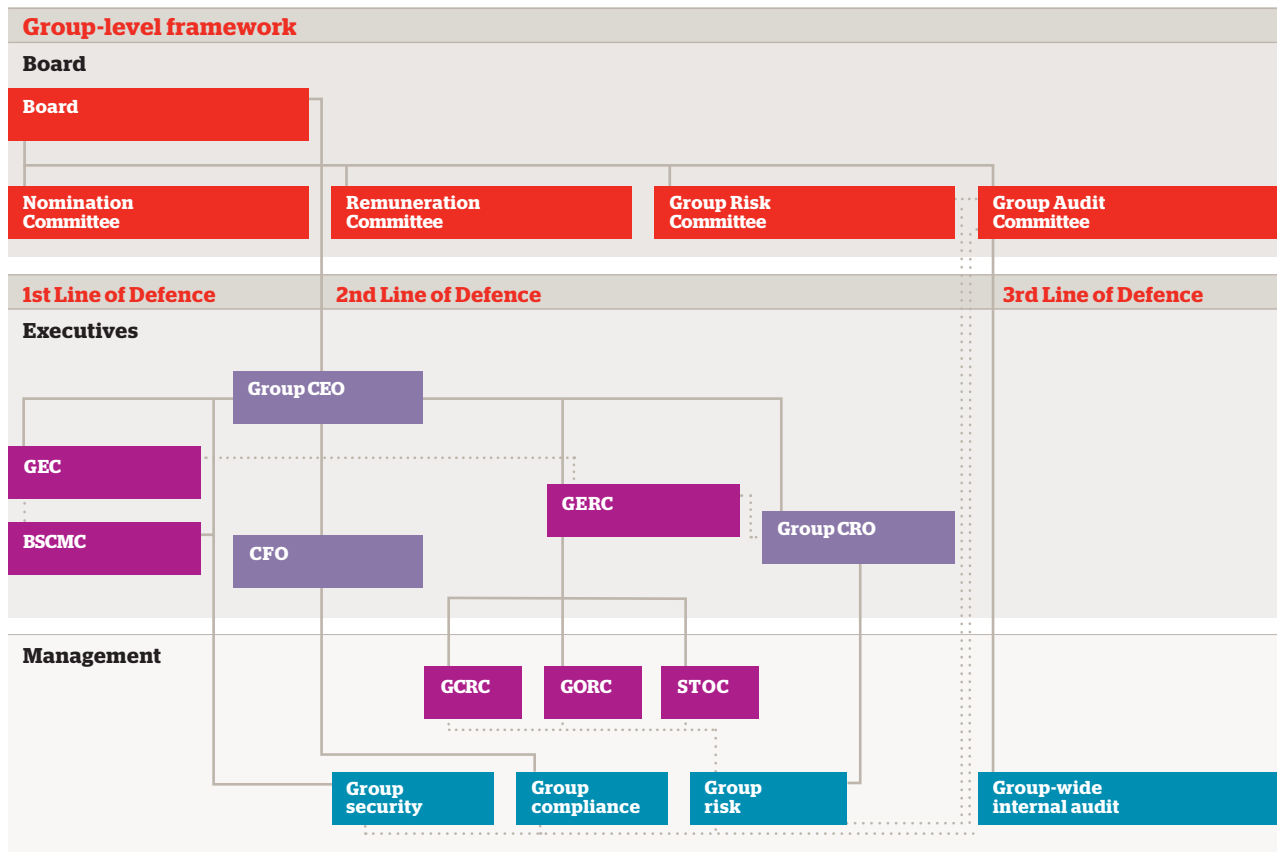 Group-level framework
Board
Board
Nomination
Committee
Remuneration
Committee
Group Risk
Committee
Group Audit
Committee
1st Line of Defence
2nd Line of Defence
3rd Line of Defence
Executives
Group CEO
GEC
GERC
Group CRO
BSCMC
CFO
Management
GCRC
GORC
STOC
Group
security
Group
compliance
Group
risk
Group-wide
internal audit